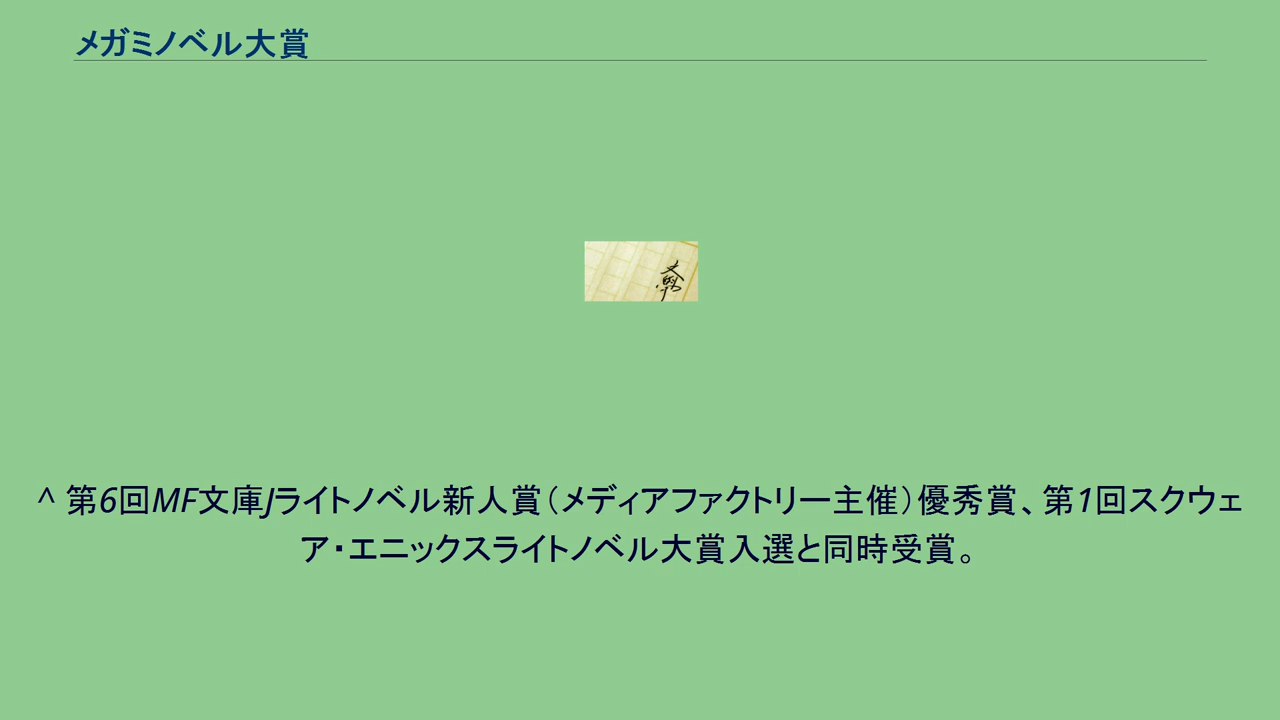 メガミノベル大賞
^ 第6回MF文庫Jライトノベル新人賞（メディアファクトリー主催）優秀賞、第1回スクウェ
ア・エニックスライトノベル大賞入選と同時受賞。